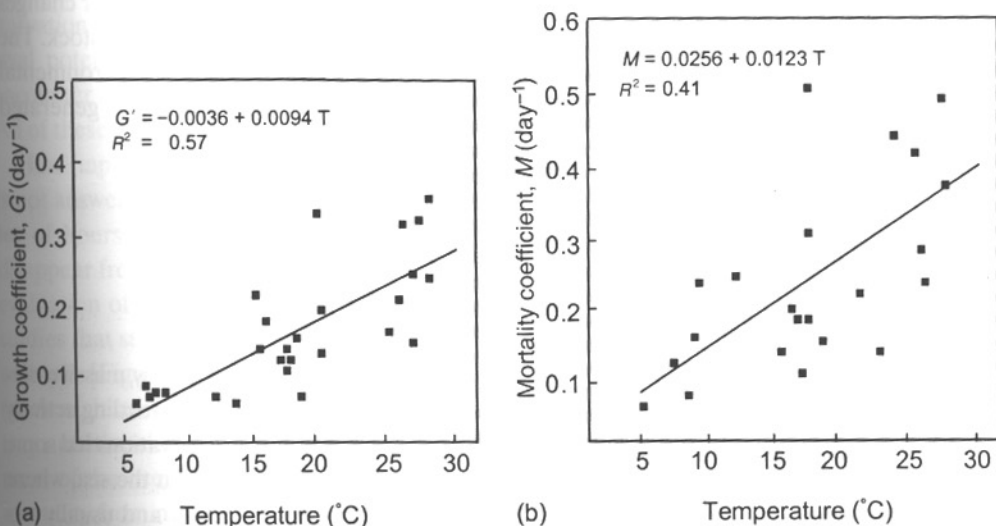 G′ = −0.0036 + 0.0094 T
R² = 0.57
Growth coefficient, G′(day⁻¹)
0.5
0.4
0.3
0.2
0.1
5 10 15 20 25 30
(a) Temperature (˚C)
M = 0.0256 + 0.0123 T
R² = 0.41
Mortality coefficient, M (day⁻¹)
0.6
0.5
0.4
0.3
0.2
0.1
5 10 15 20 25 30
(b) Temperature (˚C)